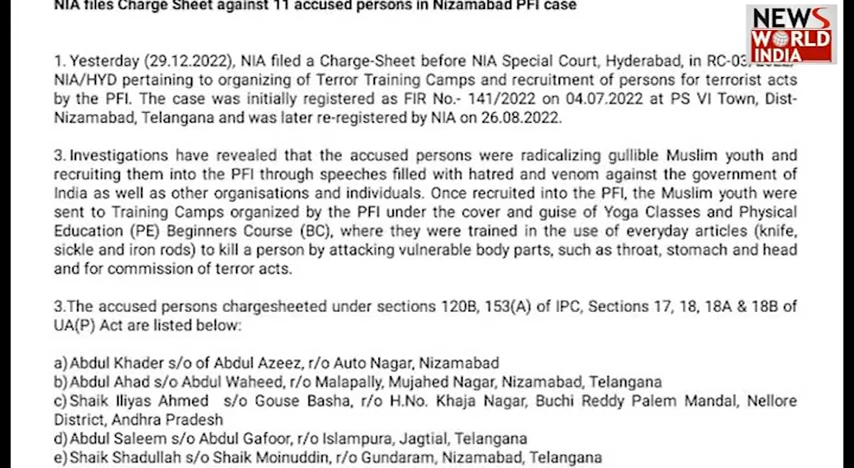 NIA files Charge Sheet against 11 accused persons in Nizamabad PFI case
NEWS
WORLD
INDIA
1. Yesterday (29.12.2022), NIA filed a Charge-Sheet before NIA Special Court, Hyderabad, in
NIA/HYD pertaining to organizing of Terror Training Camps and recruitment of persons for terrorist acts
by the PFI. The case was initially registered as FIR No.- 141/2022 on 04.07.2022 at PS VI Town, Dist-
Nizamabad, Telangana and was later re-registered by NIA on 26.08.2022.
3. Investigations have revealed that the accused persons were radicalizing gullible Muslim youth and
recruiting them into the PFI through speeches filled with hatred and venom against the government of
India as well as other organisations and individuals. Once recruited into the PFI, the Muslim youth were
sent to Training Camps organized by the PFI under the cover and guise of Yoga Classes and Physical
Education (PE) Beginners Course (BC), where they were trained in the use of everyday articles (knife,
sickle and iron rods) to kill a person by attacking vulnerable body parts, such as throat, stomach and head
and for commission of terror acts.
3.The accused persons chargesheeted under sections 120B, 153(A) of IPC, Sections 17, 18, 18A & 18B of
UA(P) Act are listed below:
a) Abdul Khader s/o of Abdul Azeez, r/o Auto Nagar, Nizamabad
b) Abdul Ahad s/o Abdul Waheed, r/o Malapally, Mujahed Nagar, Nizamabad, Telangana
c) Shaik Iliyas Ahmed s/o Gouse Basha, r/o H.No. Khaja Nagar, Buchi Reddy Palem Mandal, Nellore
District, Andhra Pradesh
d) Abdul Saleem s/o Abdul Gafoor, r/o Islampura, Jagtial, Telangana
e) Shaik Shadullah s/o Shaik Moinuddin, r/o Gundaram, Nizamabad, Telangana